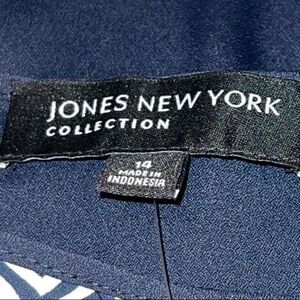 JONES NEW YORK
COLLECTION
14
MADE IN
INDONESIA